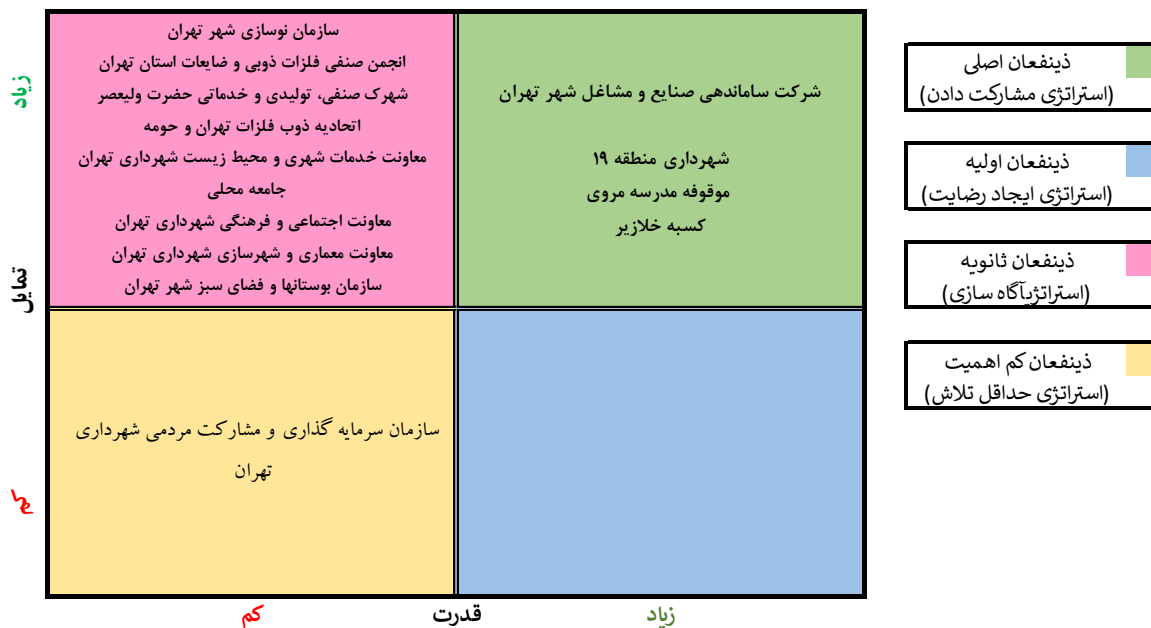 سازمان نوسازی شهر تهران
انجمن صنفی فلزات ذوبی و ضایعات استان تهران
شهرک صنفی، تولیدی و خدماتی حضرت ولیعصر
اتحادیه ذوب فلزات تهران و حومه
معاونت خدمات شهری و محیط زیست شهرداری تهران
جامعه محلی
معاونت اجتماعی و فرهنگی شهرداری تهران
معاونت معماری و شهرسازی شهرداری تهران
سازمان بوستانها و فضای سبز شهر تهران
شرکت ساماندهی صنایع و مشاغل شهر تهران
شهرداری منطقه ۱۹
موقوفه مدرسه مروی
کسبه خلازیر
سازمان سرمایه گذاری و مشارکت مردمی شهرداری
تهران
زیاد
تمایل
کم
کم
قدرت
زیاد
ذینفعان اصلی
(استراتژی مشارکت دادن)
ذینفعان اولیه
(استراتژی ایجاد رضایت)
ذینفعان ثانویه
(استراتژیآگاه سازی)
ذینفعان کم اهمیت
(استراتژی حداقل تلاش)